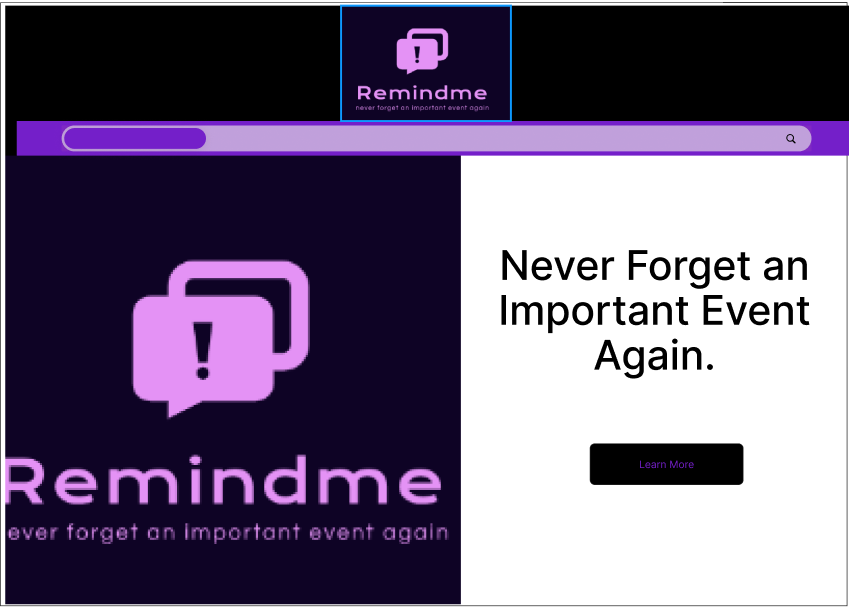 Remindme
never forget an important event again
Never Forget an
Important Event
Again.
Learn More
Remindme
ever forget an important event again